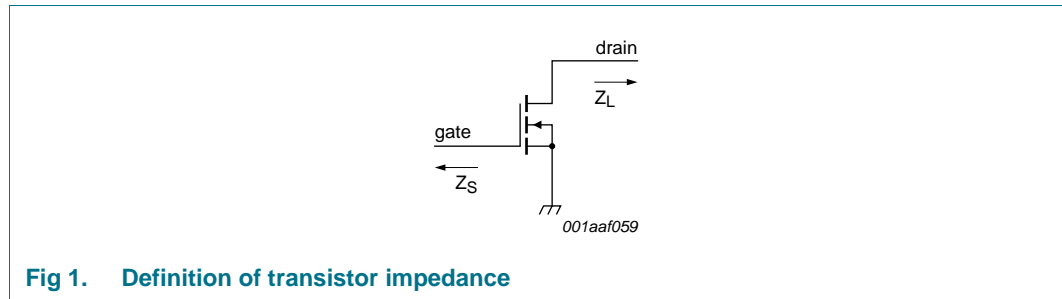 drain
Z_L
gate
Z_S
001aaf059
Fig 1. Definition of transistor impedance